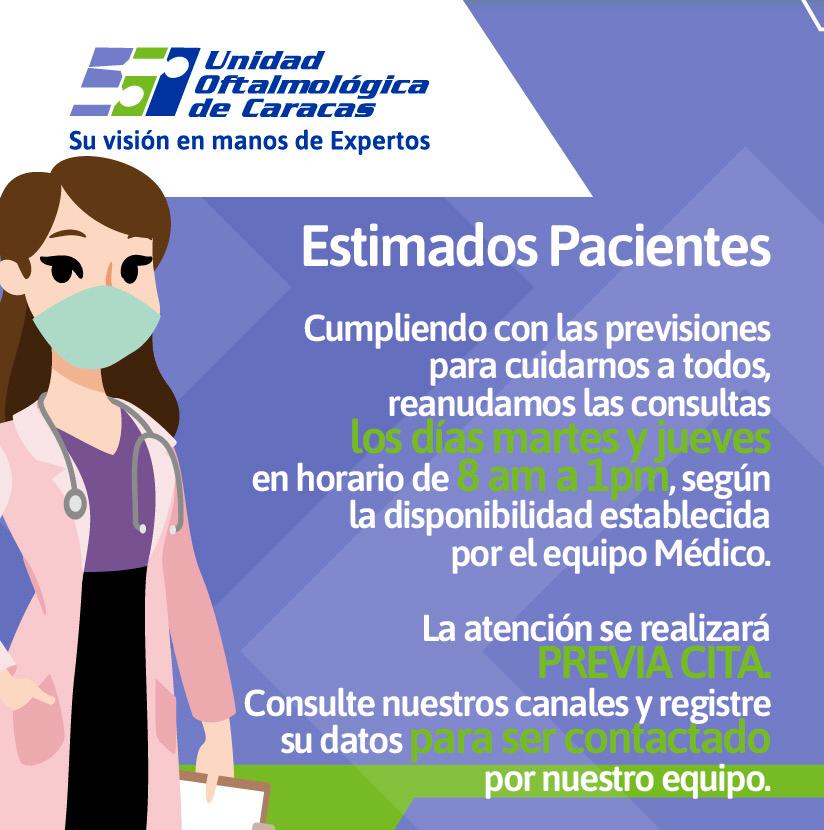 Unidad
Oftalmológica
de Caracas
Su visión en manos de Expertos
Estimados Pacientes
Cumpliendo con las previsiones
para cuidarnos a todos,
reanudamos las consultas
los días martes y jueves
en horario de 8 am a 1pm, según
la disponibilidad establecida
por el equipo Médico.
La atención se realizará
PREVIA CITA.
Consulte nuestros canales y registre
su datos para ser contactado
por nuestro equipo.